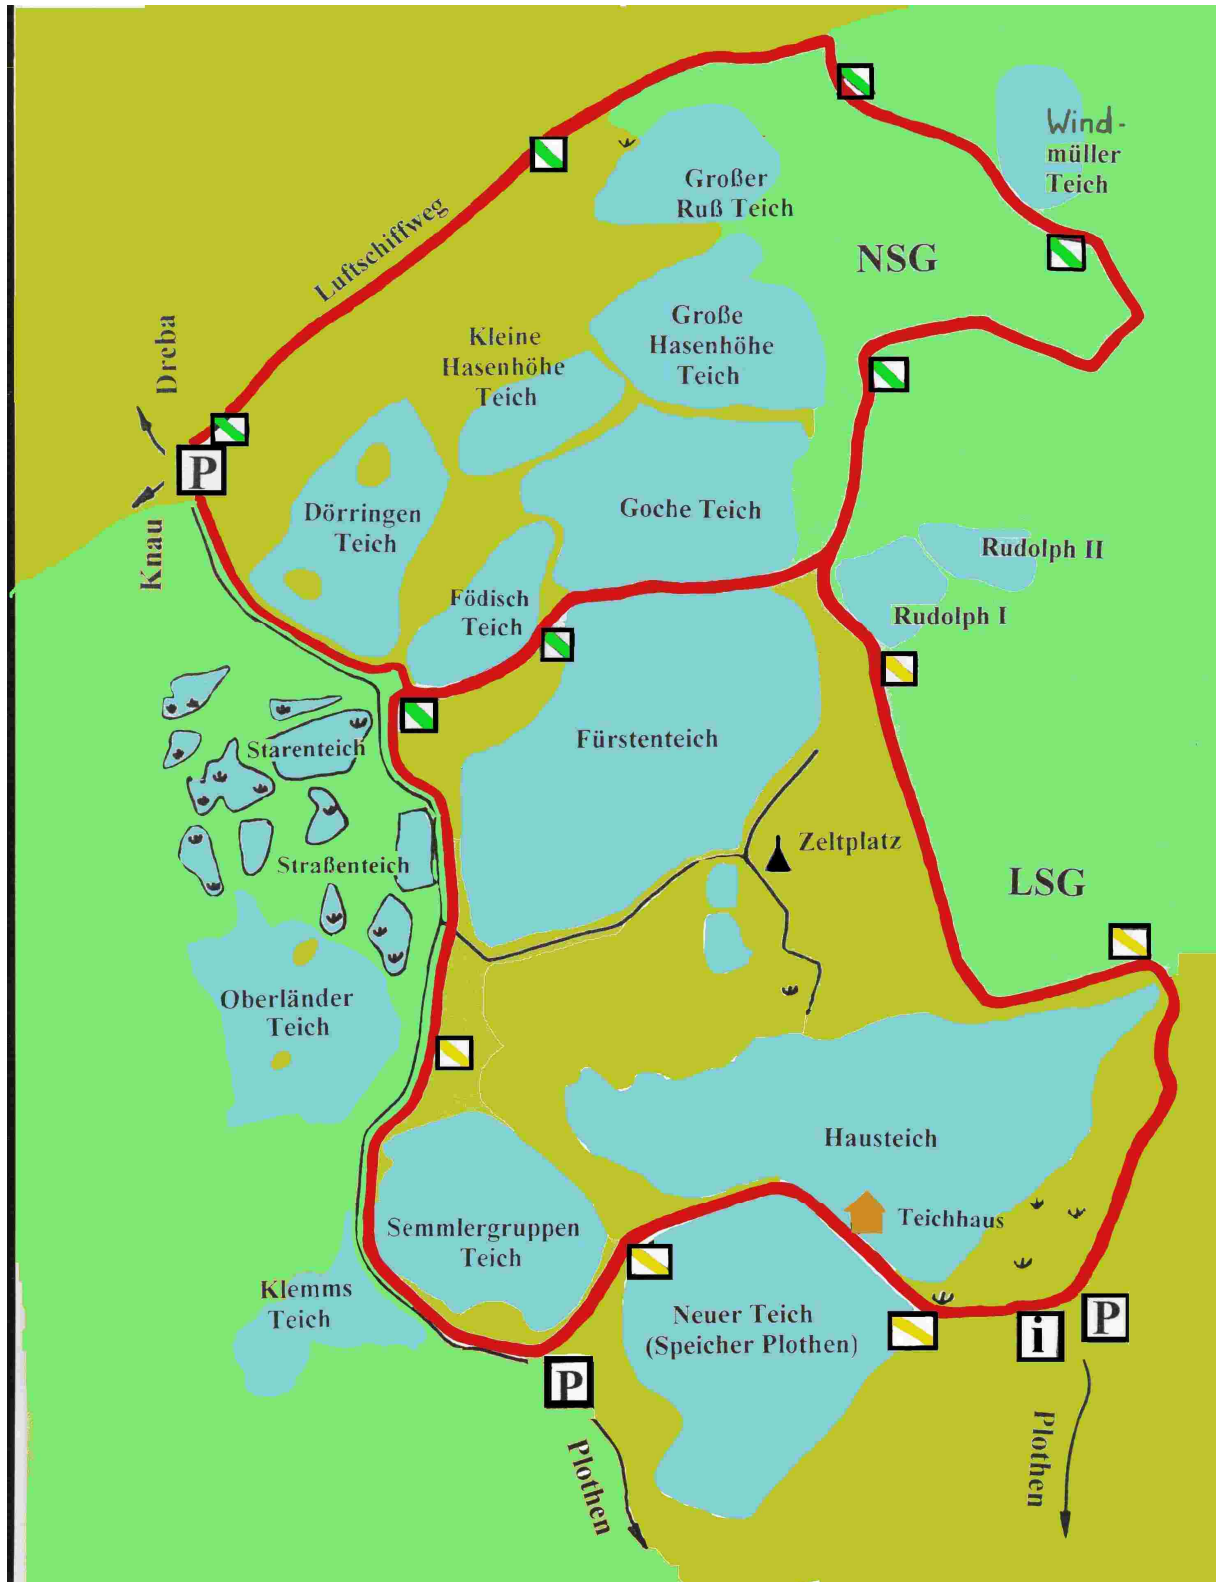 Wind-
müller
Teich
Großer
Ruß Teich
NSG
Luftschiffweg
Große
Hasenhöhe
Teich
Kleine
Hasenhöhe
Teich
Dreba
P
Knau
Dörringen
Teich
Goche Teich
Rudolph II
Födisch
Teich
Rudolph I
Starenteich
Fürstenteich
Zeltplatz
Straßenteich
LSG
Oberländer
Teich
Hausteich
Semmlergruppen
Teich
Teichhaus
Klemms
Teich
Neuer Teich
(Speicher Plothen)
i
P
P
Plothen
Plothen